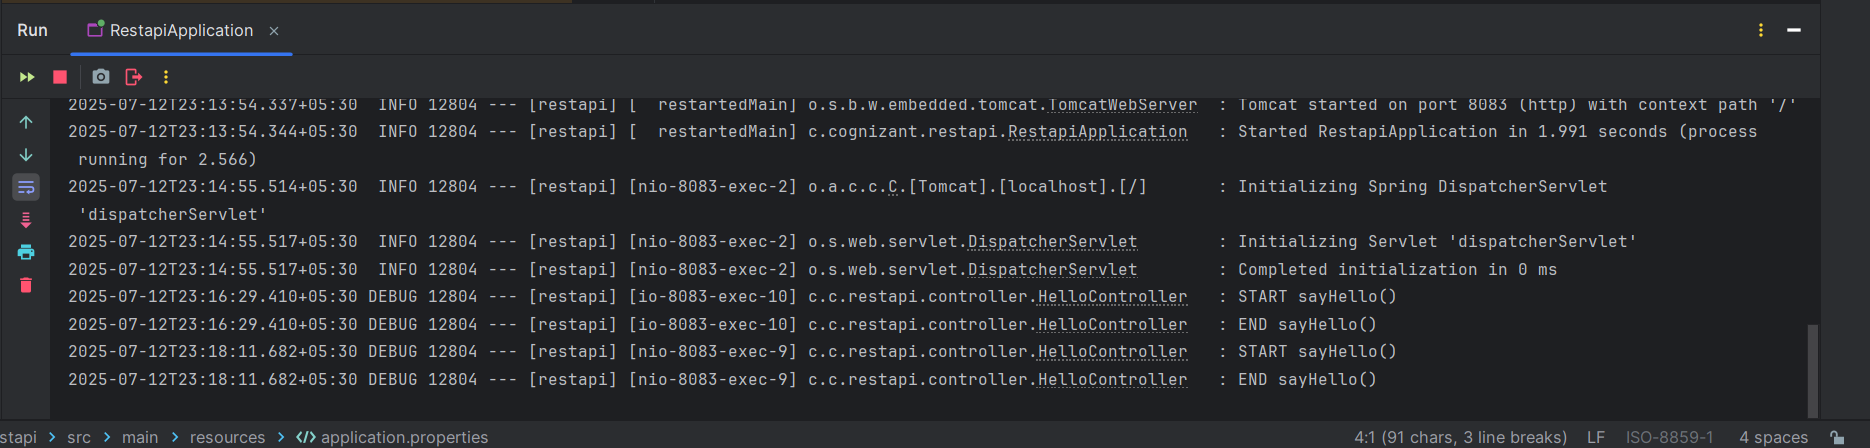 Run RestapiApplication ×
2025-07-12T23:13:54.337+05:30  INFO 12804 --- [restapi] [  restartedMain] o.s.b.w.embedded.tomcat.TomcatWebServer  : Tomcat started on port 8083 (http) with context path '/'
2025-07-12T23:13:54.344+05:30  INFO 12804 --- [restapi] [  restartedMain] c.cognizant.restapi.RestapiApplication   : Started RestapiApplication in 1.991 seconds (process
running for 2.566)
2025-07-12T23:14:55.514+05:30  INFO 12804 --- [restapi] [nio-8083-exec-2] o.a.c.c.C.[Tomcat].[localhost].[/]       : Initializing Spring DispatcherServlet
'dispatcherServlet'
2025-07-12T23:14:55.517+05:30  INFO 12804 --- [restapi] [nio-8083-exec-2] o.s.web.servlet.DispatcherServlet        : Initializing Servlet 'dispatcherServlet'
2025-07-12T23:14:55.517+05:30  INFO 12804 --- [restapi] [nio-8083-exec-2] o.s.web.servlet.DispatcherServlet        : Completed initialization in 0 ms
2025-07-12T23:16:29.410+05:30 DEBUG 12804 --- [restapi] [io-8083-exec-10] c.c.restapi.controller.HelloController   : START sayHello()
2025-07-12T23:16:29.410+05:30 DEBUG 12804 --- [restapi] [io-8083-exec-10] c.c.restapi.controller.HelloController   : END sayHello()
2025-07-12T23:18:11.682+05:30 DEBUG 12804 --- [restapi] [nio-8083-exec-9] c.c.restapi.controller.HelloController   : START sayHello()
2025-07-12T23:18:11.682+05:30 DEBUG 12804 --- [restapi] [nio-8083-exec-9] c.c.restapi.controller.HelloController   : END sayHello()
stapi > src > main > resources > </> application.properties 4:1 (91 chars, 3 line breaks) LF ISO-8859-1 4 spaces